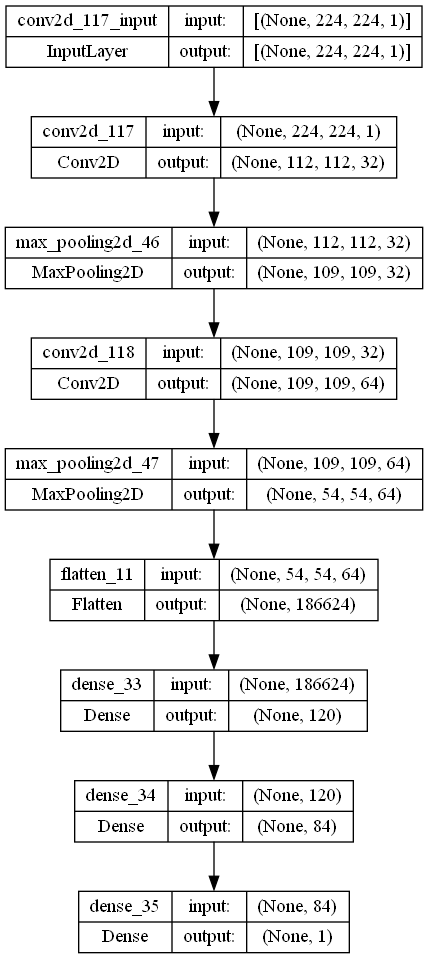 conv2d_117_input input: [(None, 224, 224, 1)]
InputLayer output: [(None, 224, 224, 1)]
conv2d_117 input: (None, 224, 224, 1)
Conv2D output: (None, 112, 112, 32)
max_pooling2d_46 input: (None, 112, 112, 32)
MaxPooling2D output: (None, 109, 109, 32)
conv2d_118 input: (None, 109, 109, 32)
Conv2D output: (None, 109, 109, 64)
max_pooling2d_47 input: (None, 109, 109, 64)
MaxPooling2D output: (None, 54, 54, 64)
flatten_11 input: (None, 54, 54, 64)
Flatten output: (None, 186624)
dense_33 input: (None, 186624)
Dense output: (None, 120)
dense_34 input: (None, 120)
Dense output: (None, 84)
dense_35 input: (None, 84)
Dense output: (None, 1)